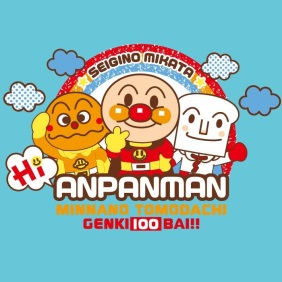 SEIGINO MIKATA
Hi
ANPANMAN
MINNANO TOMODACHI
GENKI 100 BAI!!